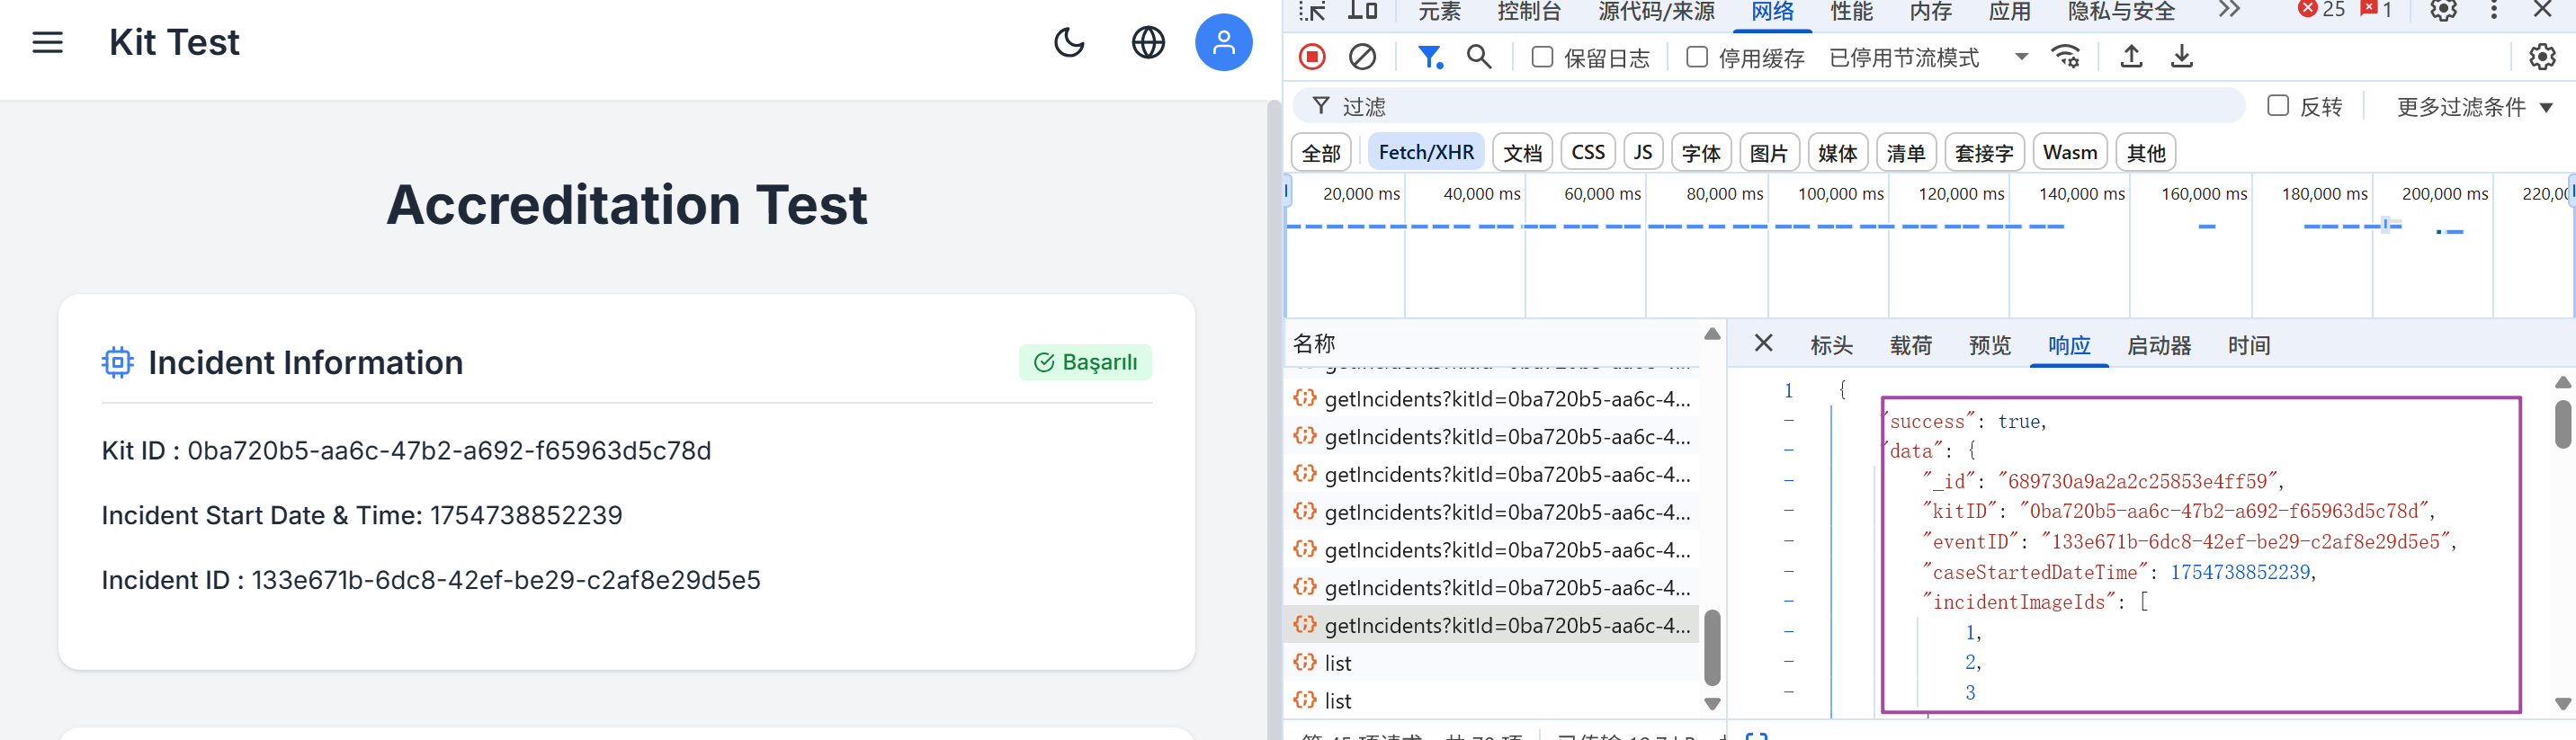 Kit Test
Accreditation Test
Incident Information
Başarılı
Kit ID : 0ba720b5-aa6c-47b2-a692-f65963d5c78d
Incident Start Date & Time: 1754738852239
Incident ID : 133e671b-6dc8-42ef-be29-c2af8e29d5e5
元素 控制台 源代码/来源 网络 性能 内存 应用 隐私与安全 25 1
保留日志 停用缓存 已停用节流模式
过滤 反转 更多过滤条件
全部 Fetch/XHR 文档 CSS JS 字体 图片 媒体 清单 套接字 Wasm 其他
20,000 ms 40,000 ms 60,000 ms 80,000 ms 100,000 ms 120,000 ms 140,000 ms 160,000 ms 180,000 ms 200,000 ms 220,0
名称
getIncidents?kitId=0ba720b5-aa6c-4...
getIncidents?kitId=0ba720b5-aa6c-4...
getIncidents?kitId=0ba720b5-aa6c-4...
getIncidents?kitId=0ba720b5-aa6c-4...
getIncidents?kitId=0ba720b5-aa6c-4...
getIncidents?kitId=0ba720b5-aa6c-4...
getIncidents?kitId=0ba720b5-aa6c-4...
list
list
标头 载荷 预览 响应 启动器 时间
1 {
"success": true,
"data": {
"_id": "689730a9a2a2c25853e4ff59",
"kitID": "0ba720b5-aa6c-47b2-a692-f65963d5c78d",
"eventID": "133e671b-6dc8-42ef-be29-c2af8e29d5e5",
"caseStartedDateTime": 1754738852239,
"incidentImageIds": [
1,
2,
3